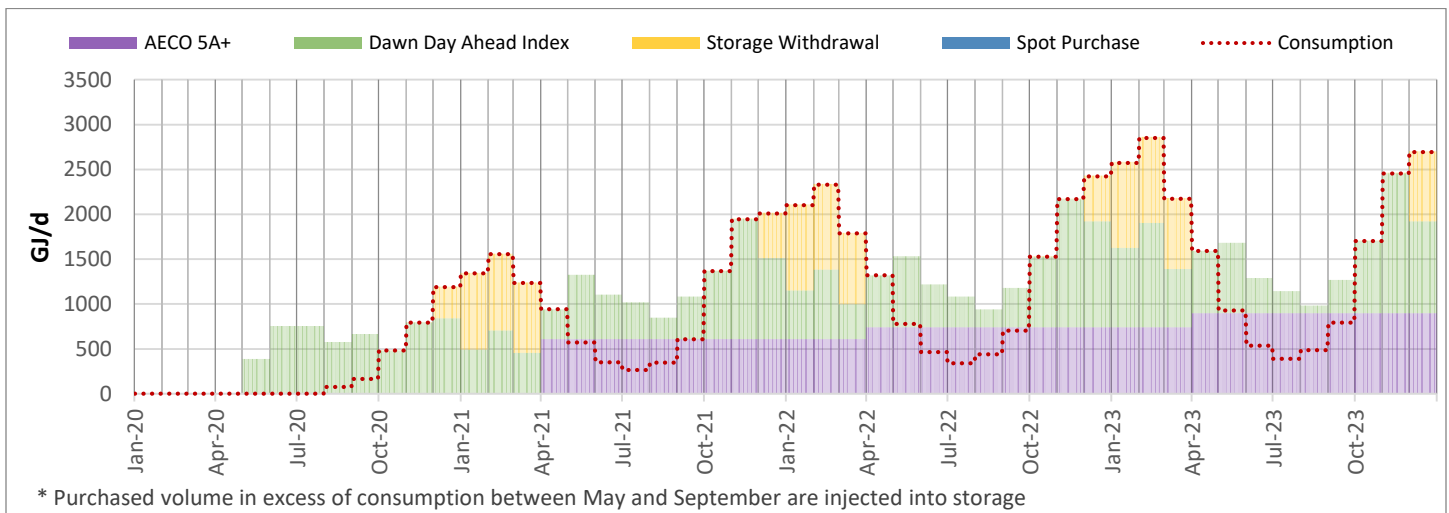 AECO 5A+ Dawn Day Ahead Index Storage Withdrawal Spot Purchase Consumption
3500
3000
2500
2000
1500
1000
500
0
GJ/d
Jan-20 Apr-20 Jul-20 Oct-20 Jan-21 Apr-21 Jul-21 Oct-21 Jan-22 Apr-22 Jul-22 Oct-22 Jan-23 Apr-23 Jul-23 Oct-23
* Purchased volume in excess of consumption between May and September are injected into storage